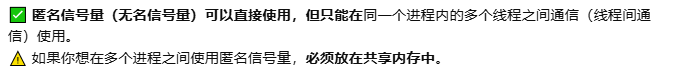 ✅ 匿名信号量（无名信号量）可以直接使用，但只能在同一个进程内的多个线程之间通信（线程间通
信）使用。
⚠️ 如果你想在多个进程之间使用匿名信号量，必须放在共享内存中。